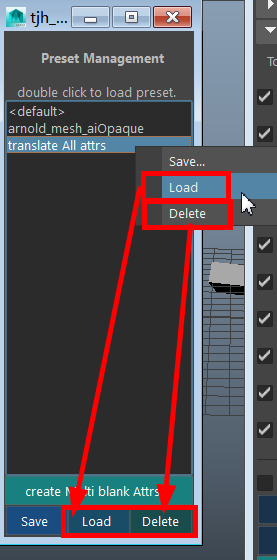 tjh_...
Preset Management
double click to load preset.
<default>
arnold_mesh_aiOpaque
translate All attrs
Save...
Load
Delete
create Multi blank Attrs
Save
Load
Delete